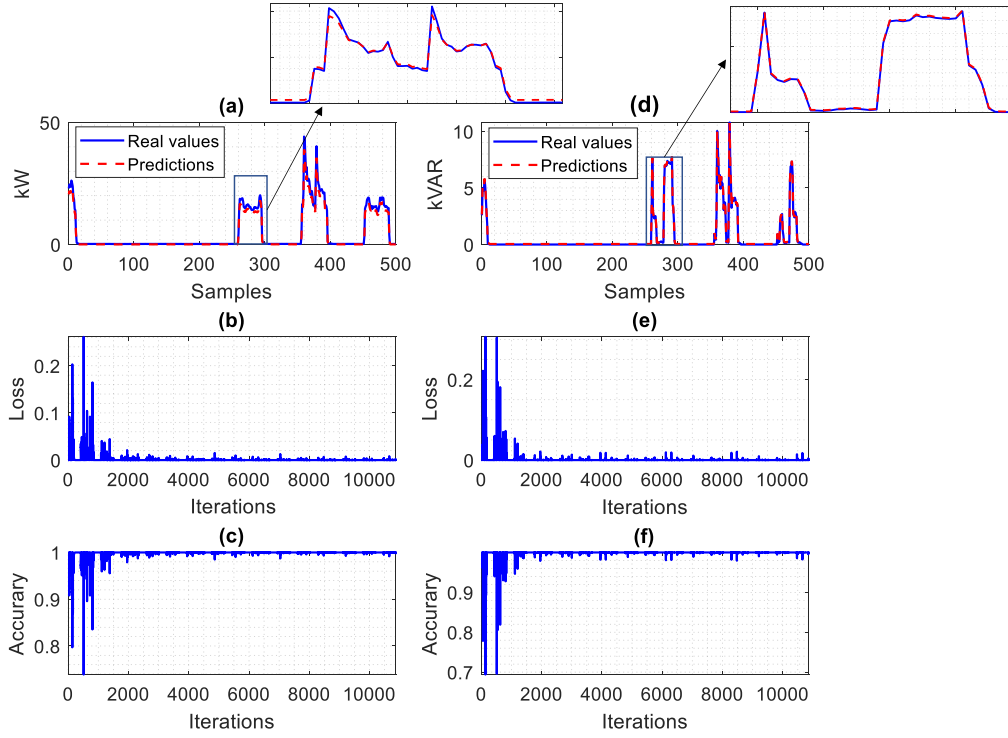 (a)
50
0
kW
Real values
Predictions
0 100 200 300 400 500
Samples
(d)
10
5
0
kVAR
Real values
Predictions
0 100 200 300 400 500
Samples
(b)
0.2
0.1
0
Loss
0 2000 4000 6000 8000 10000
Iterations
(e)
0.2
0
Loss
0 2000 4000 6000 8000 10000
Iterations
(c)
1
0.9
0.8
Accurary
0 2000 4000 6000 8000 10000
Iterations
(f)
0.9
0.8
0.7
Accurary
0 2000 4000 6000 8000 10000
Iterations